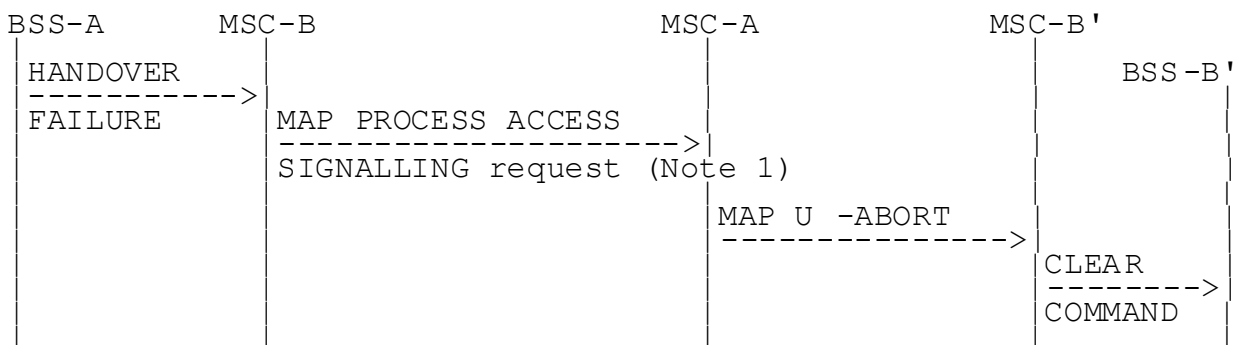 BSS-A MSC-B MSC-A MSC-B'
HANDOVER BSS-B'
FAILURE MAP PROCESS ACCESS
SIGNALLING request (Note 1)
MAP U -ABORT
CLEAR
COMMAND